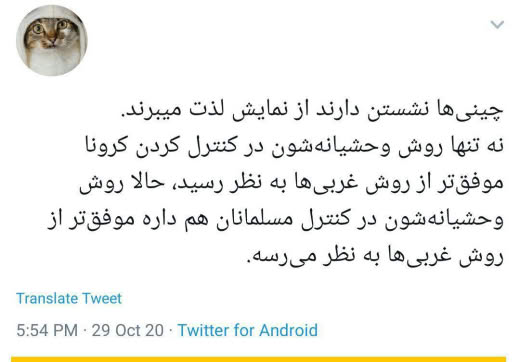 چینی‌ها نشستن دارند از نمایش لذت میبرند.
نه تنها روش وحشیانه‌شون در کنترل کردن کرونا
موفق‌تر از روش غربی‌ها به نظر رسید، حالا روش
وحشیانه‌شون در کنترل مسلمانان هم داره موفق‌تر از
روش غربی‌ها به نظر می‌رسه.
Translate Tweet
5:54 PM · 29 Oct 20 · Twitter for Android